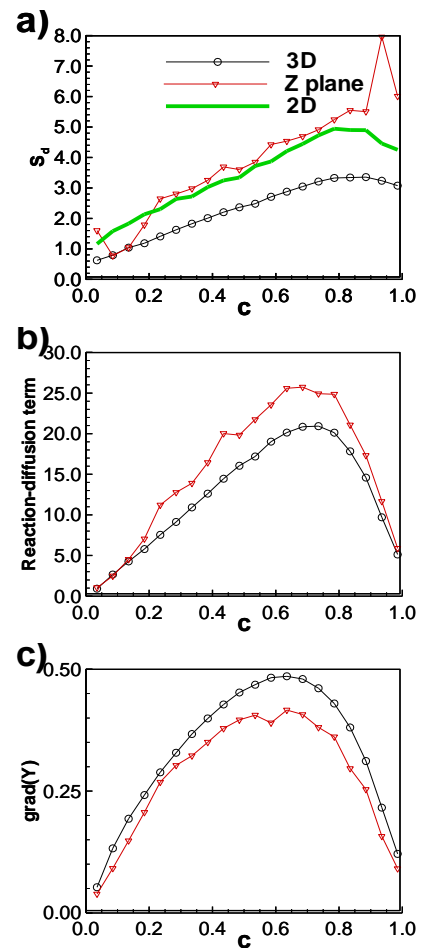 a)
8.0
7.0
6.0
5.0
4.0
3.0
2.0
1.0
0.0
S_d
3D
Z plane
2D
0.0 0.2 0.4 0.6 0.8 1.0
c
b)
30.0
25.0
20.0
15.0
10.0
5.0
0.0
Reaction-diffusion term
0.0 0.2 0.4 0.6 0.8 1.0
c
c)
0.50
0.25
0.00
grad(Y)
0.0 0.2 0.4 0.6 0.8 1.0
c